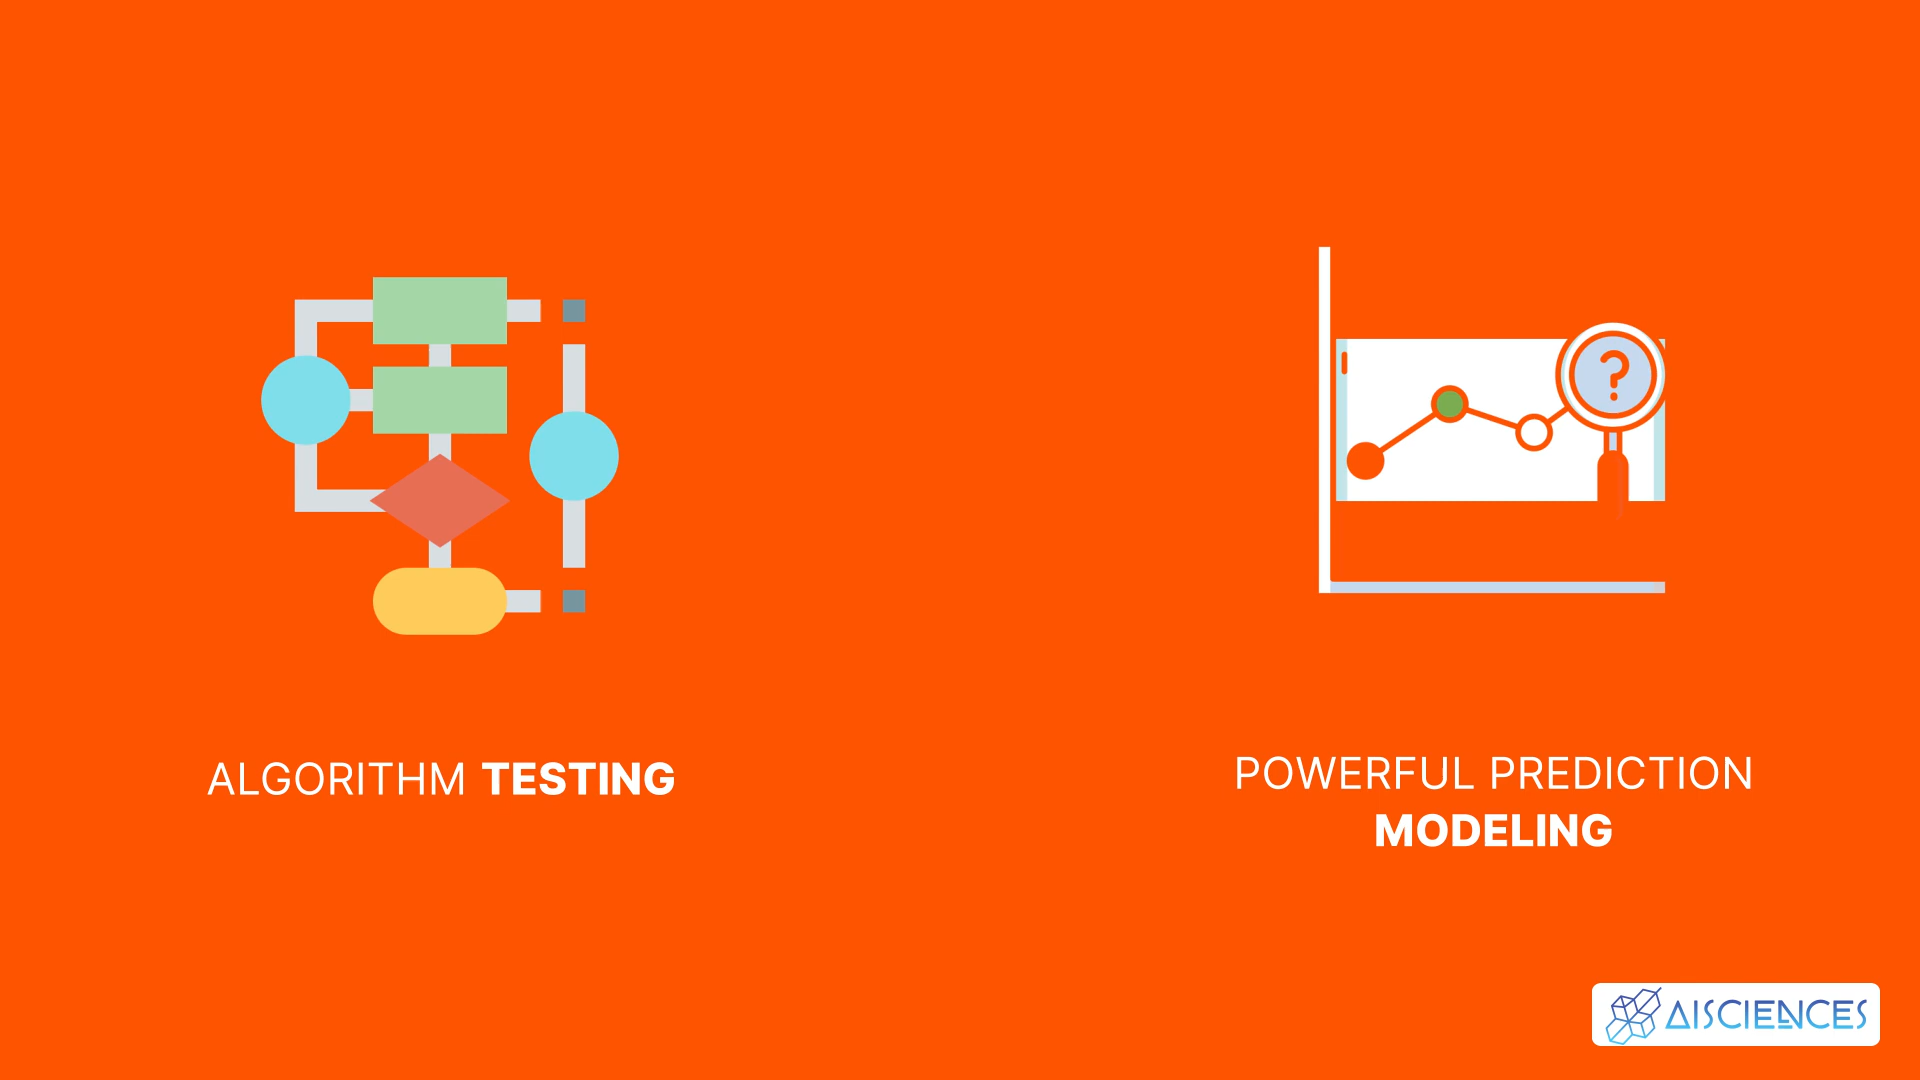 ALGORITHM TESTING
POWERFUL PREDICTION
MODELING
?
AISCIENCES